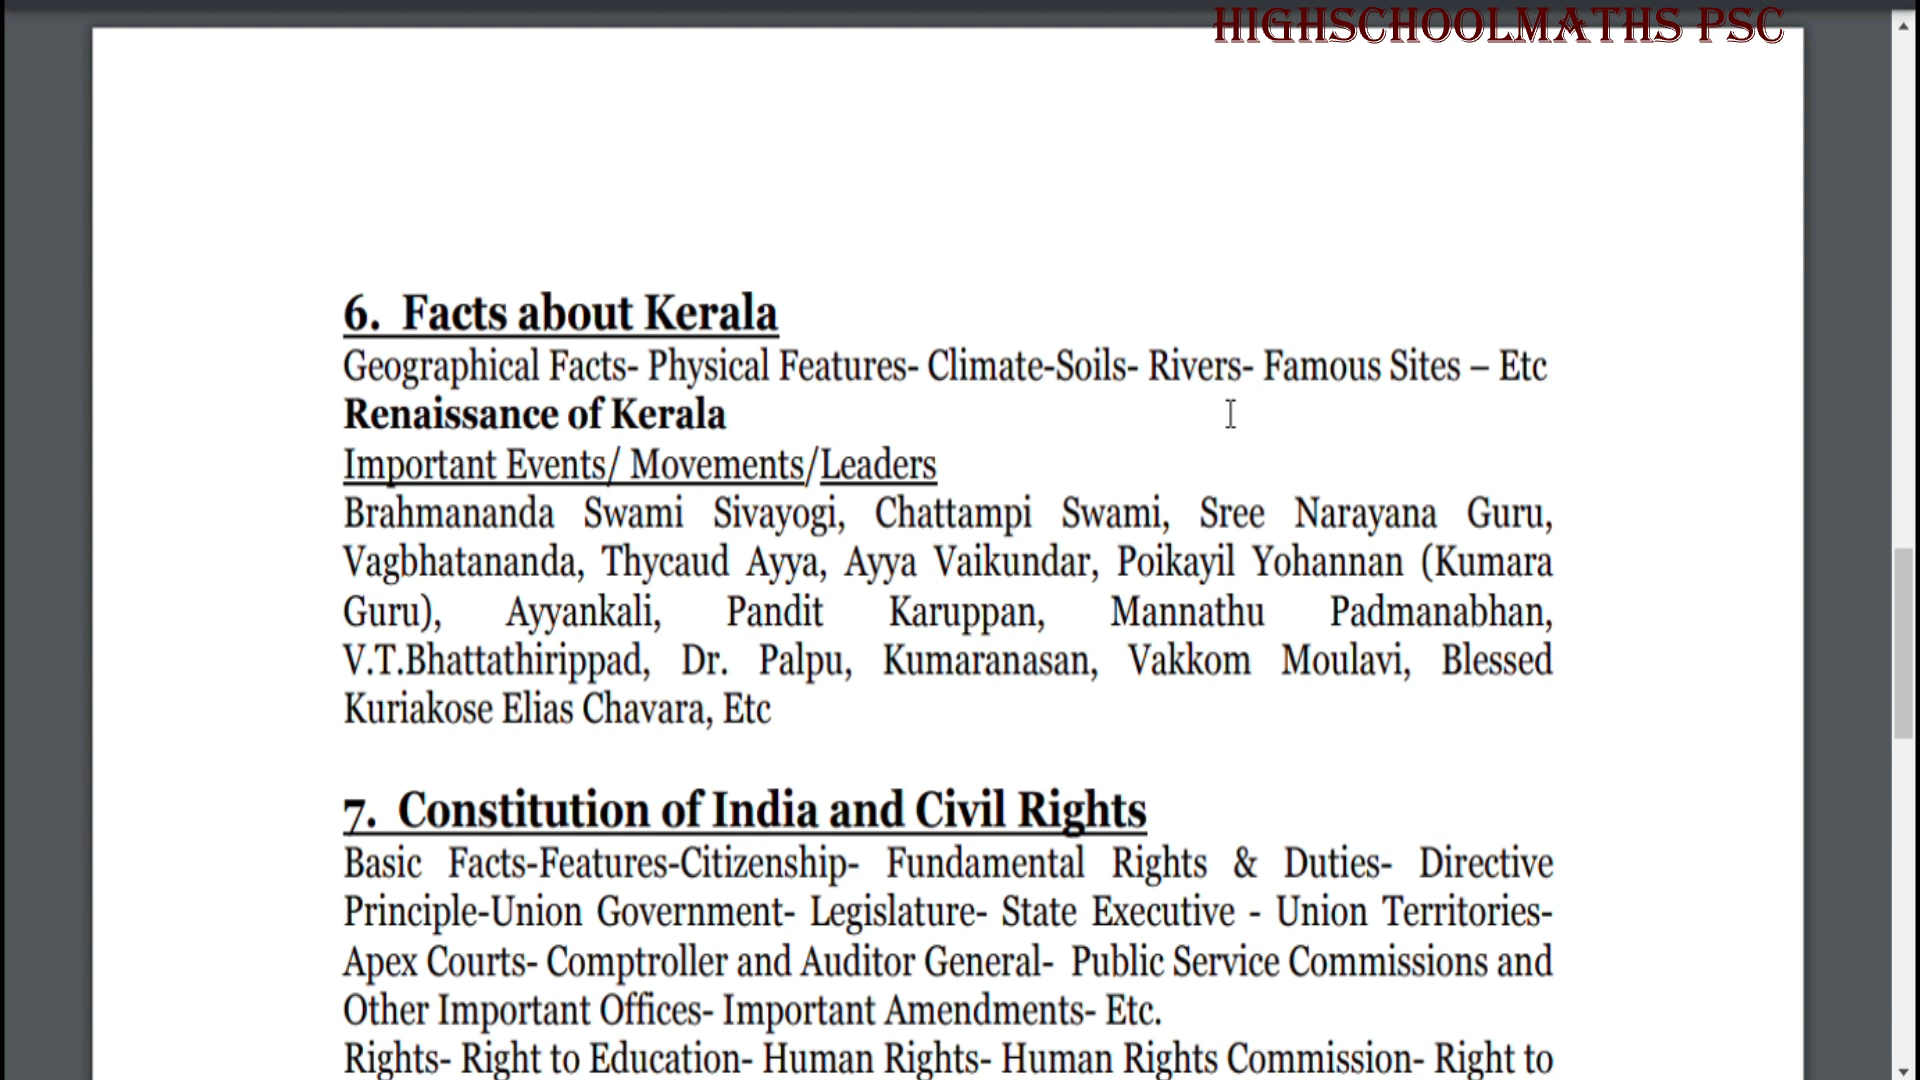 HIGHSCHOOLMATHS PSC
6. Facts about Kerala
Geographical Facts- Physical Features- Climate-Soils- Rivers- Famous Sites – Etc
Renaissance of Kerala
Important Events/ Movements/Leaders
Brahmananda Swami Sivayogi, Chattampi Swami, Sree Narayana Guru,
Vagbhatananda, Thycaud Ayya, Ayya Vaikundar, Poikayil Yohannan (Kumara
Guru), Ayyankali, Pandit Karuppan, Mannathu Padmanabhan,
V.T.Bhattathirippad, Dr. Palpu, Kumaranasan, Vakkom Moulavi, Blessed
Kuriakose Elias Chavara, Etc
7. Constitution of India and Civil Rights
Basic Facts-Features-Citizenship- Fundamental Rights & Duties- Directive
Principle-Union Government- Legislature- State Executive - Union Territories-
Apex Courts- Comptroller and Auditor General- Public Service Commissions and
Other Important Offices- Important Amendments- Etc.
Rights- Right to Education- Human Rights- Human Rights Commission- Right to